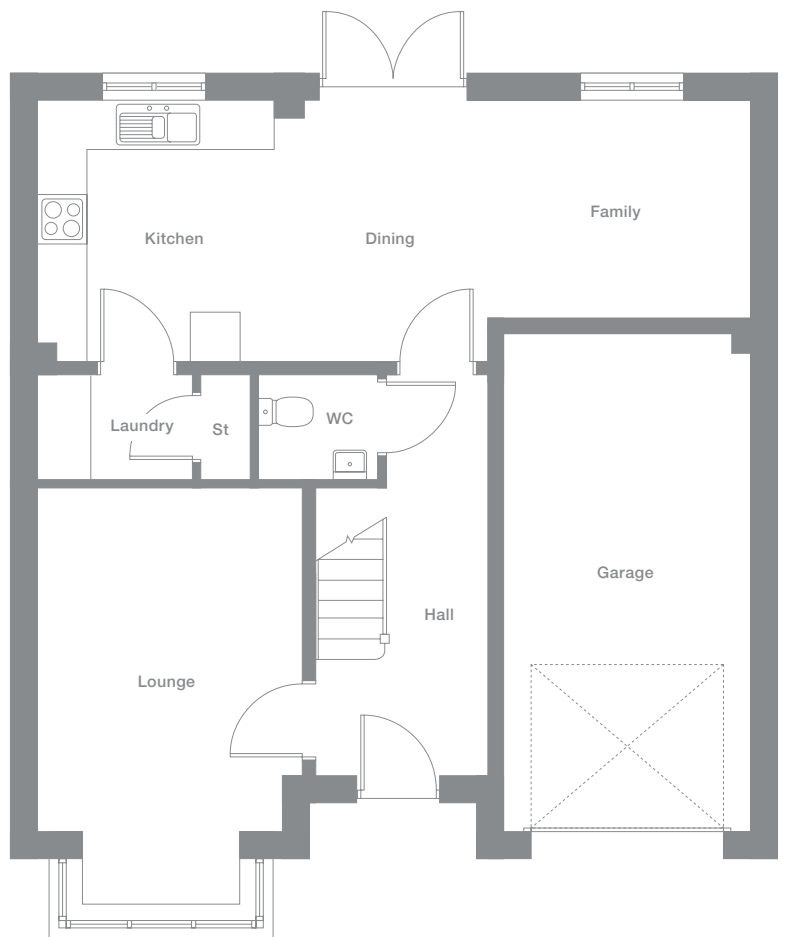 Family
Kitchen
Dining
WC
Laundry
St
Garage
Hall
Lounge